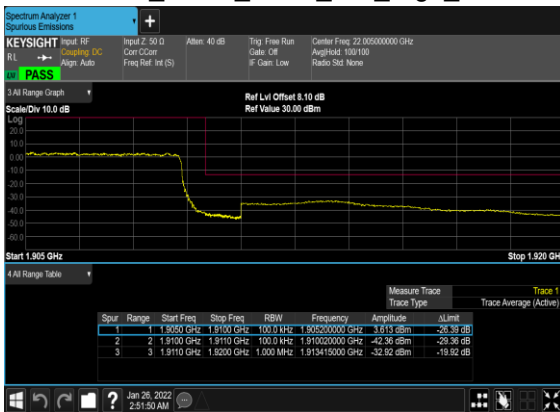 Spectrum Analyzer 1
Spurious Emissions
KEYSIGHT Input: RF Input Z: 50 Ω Atten: 40 dB Trig: Free Run Center Freq: 22.005000000 GHz
Coupling: DC Corr CCorr Gate: Off Avg|Hold: 100/100
RL Align: Auto Freq Ref: Int (S) IF Gain: Low Radio Std: None
PASS
3 All Range Graph
Ref Lvl Offset 8.10 dB
Scale/Div 10.0 dB Ref Value 30.00 dBm
Log
20.0
10.0
0.00
-10.0
-20.0
-30.0
-40.0
-50.0
-60.0
Start 1.905 GHz Stop 1.920 GH
4 All Range Table
Measure Trace Trace 1
Trace Type Trace Average (Active)
Spur Range Start Freq Stop Freq RBW Frequency Amplitude ΔLimit
1 1 1.9050 GHz 1.9100 GHz 100.0 kHz 1.905200000 GHz 3.613 dBm -26.39 dB
2 2 1.9100 GHz 1.9110 GHz 100.0 kHz 1.910020000 GHz -42.36 dBm -29.36 dB
3 3 1.9110 GHz 1.9200 GHz 1.000 MHz 1.913415000 GHz -32.92 dBm -19.92 dB
? Jan 26, 2022
2:51:50 AM